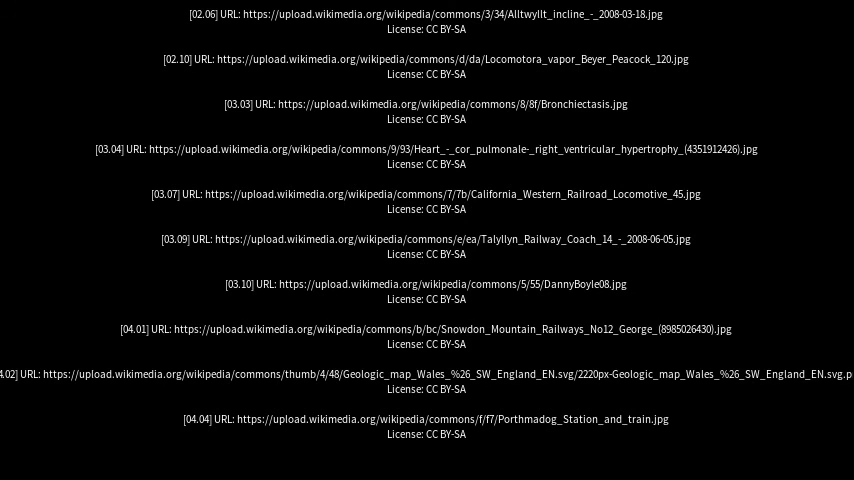 [02.06] URL: https://upload.wikimedia.org/wikipedia/commons/3/34/Alltwyllt_incline_-_2008-03-18.jpg
License: CC BY-SA
[02.10] URL: https://upload.wikimedia.org/wikipedia/commons/d/da/Locomotora_vapor_Beyer_Peacock_120.jpg
License: CC BY-SA
[03.03] URL: https://upload.wikimedia.org/wikipedia/commons/8/8f/Bronchiectasis.jpg
License: CC BY-SA
[03.04] URL: https://upload.wikimedia.org/wikipedia/commons/9/93/Heart_-_cor_pulmonale-_right_ventricular_hypertrophy_(4351912426).jpg
License: CC BY-SA
[03.07] URL: https://upload.wikimedia.org/wikipedia/commons/7/7b/California_Western_Railroad_Locomotive_45.jpg
License: CC BY-SA
[03.09] URL: https://upload.wikimedia.org/wikipedia/commons/e/ea/Talyllyn_Railway_Coach_14_-_2008-06-05.jpg
License: CC BY-SA
[03.10] URL: https://upload.wikimedia.org/wikipedia/commons/5/55/DannyBoyle08.jpg
License: CC BY-SA
[04.01] URL: https://upload.wikimedia.org/wikipedia/commons/b/bc/Snowdon_Mountain_Railways_No12_George_(8985026430).jpg
License: CC BY-SA
4.02] URL: https://upload.wikimedia.org/wikipedia/commons/thumb/4/48/Geologic_map_Wales_%26_SW_England_EN.svg/2220px-Geologic_map_Wales_%26_SW_England_EN.svg.p
License: CC BY-SA
[04.04] URL: https://upload.wikimedia.org/wikipedia/commons/f/f7/Porthmadog_Station_and_train.jpg
License: CC BY-SA